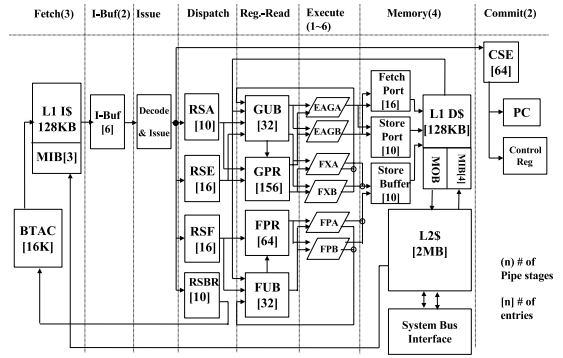 Fetch(3)
I-Buf(2)
Issue
Dispatch
Reg.-Read
Execute
(1~6)
Memory(4)
Commit(2)
L1 I$
128KB
MIB[3]
BTAC
[16K]
I-Buf
[6]
Decode
& Issue
RSA
[10]
RSE
[16]
RSF
[16]
RSBR
[10]
GUB
[32]
GPR
[156]
FPR
[64]
FUB
[32]
EAGA
EAGB
FXA
FXB
FPA
FPB
Fetch
Port
[16]
Store
Port
[10]
Store
Buffer
[10]
L1 D$
[128KB]
MOB
MIB[4]
L2$
[2MB]
System Bus
Interface
CSE
[64]
PC
Control
Reg
(n) # of
Pipe stages
[n] # of
entries